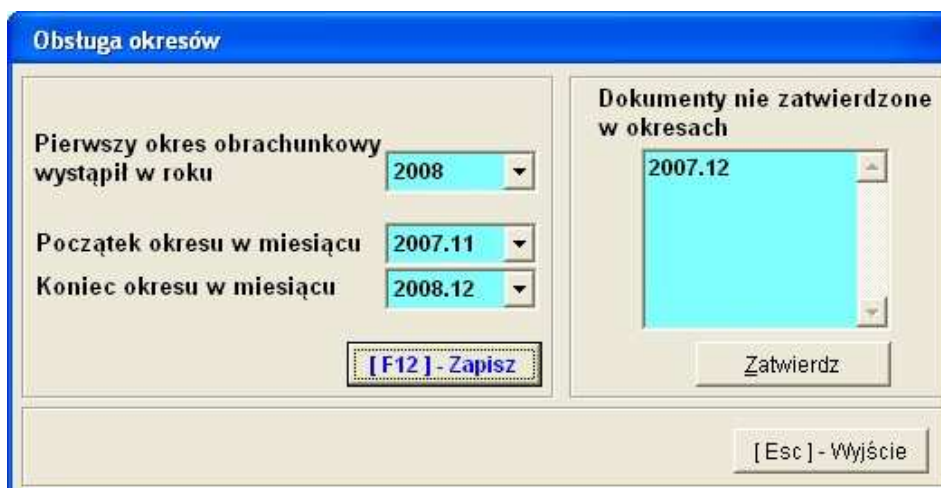 Obsługa okresów
Pierwszy okres obrachunkowy
wystąpił w roku
2008
Początek okresu w miesiącu
2007.11
Koniec okresu w miesiącu
2008.12
[ F12 ] - Zapisz
Dokumenty nie zatwierdzone
w okresach
2007.12
Zatwierdz
[ Esc ] - Wyjście